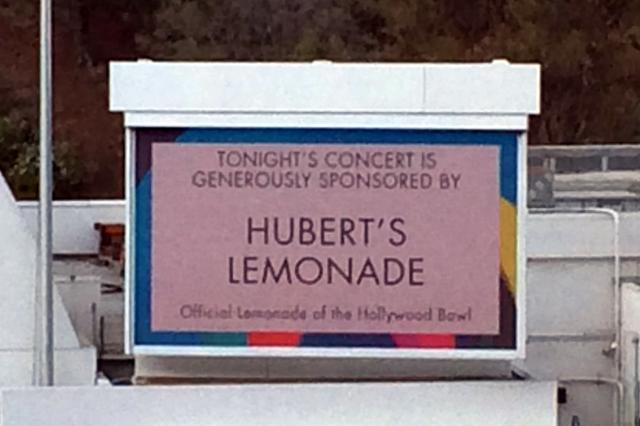 TONIGHT'S CONCERT IS
GENEROUSLY SPONSORED BY
HUBERT'S
LEMONADE
Official Lemonade of the Hollywood Bowl